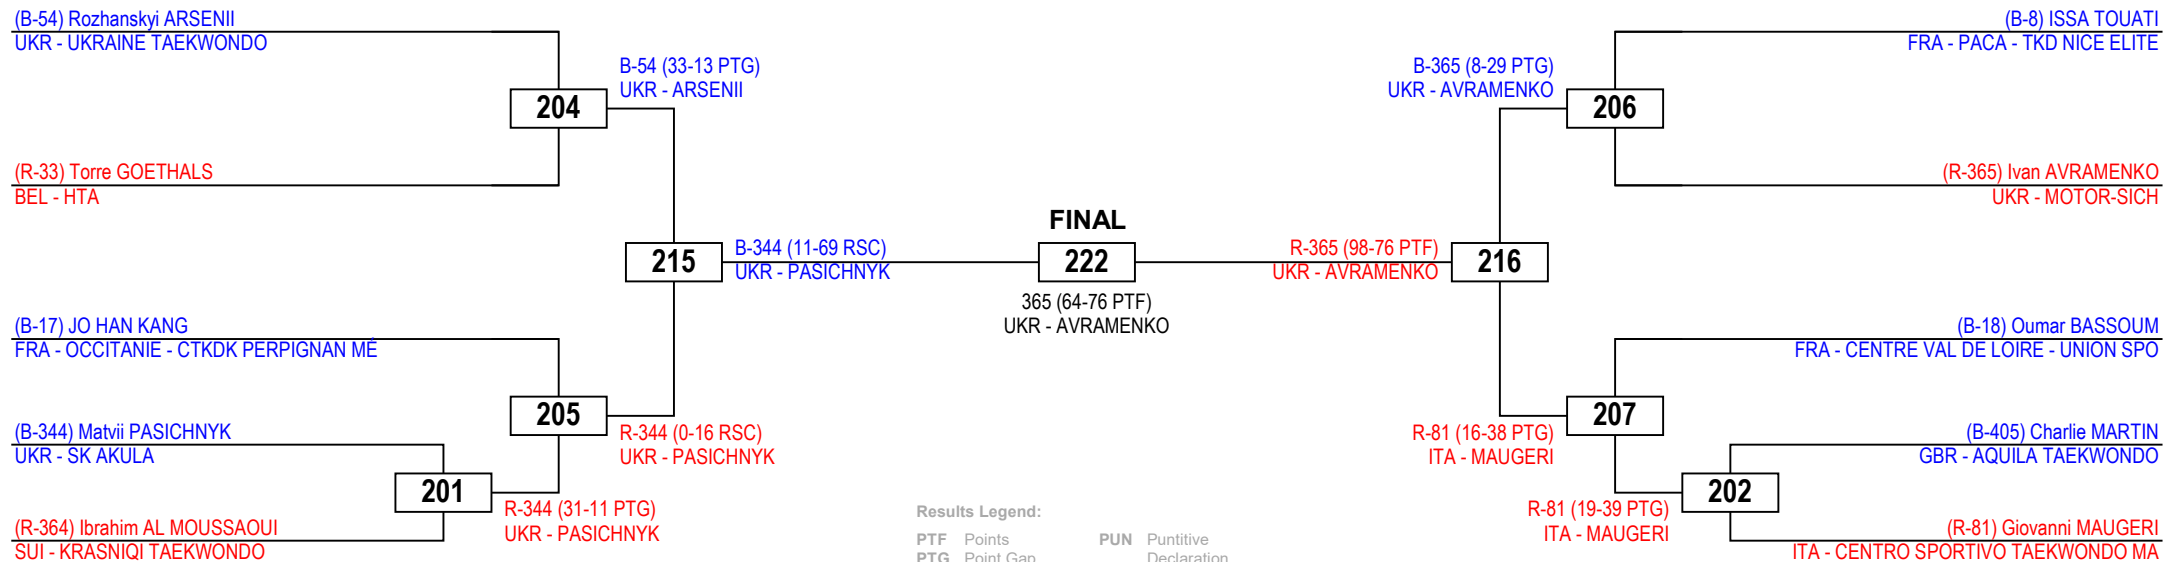 (B-54) Rozhanskyi ARSENII
UKR - UKRAINE TAEKWONDO
B-54 (33-13 PTG)
UKR - ARSENII
204
(R-33) Torre GOETHALS
BEL - HTA
215
B-344 (11-69 RSC)
UKR - PASICHNYK
(B-17) JO HAN KANG
FRA - OCCITANIE - CTKDK PERPIGNAN MÉ
205
R-344 (0-16 RSC)
UKR - PASICHNYK
(B-344) Matvii PASICHNYK
UKR - SK AKULA
201
R-344 (31-11 PTG)
UKR - PASICHNYK
(R-364) Ibrahim AL MOUSSAOUI
SUI - KRASNIQI TAEKWONDO
FINAL
222
365 (64-76 PTF)
UKR - AVRAMENKO
(B-8) ISSA TOUATI
FRA - PACA - TKD NICE ELITE
B-365 (8-29 PTG)
UKR - AVRAMENKO
206
(R-365) Ivan AVRAMENKO
UKR - MOTOR-SICH
R-365 (98-76 PTF)
UKR - AVRAMENKO
216
(B-18) Oumar BASSOUM
FRA - CENTRE VAL DE LOIRE - UNION SPO
207
R-81 (16-38 PTG)
ITA - MAUGERI
(B-405) Charlie MARTIN
GBR - AQUILA TAEKWONDO
202
R-81 (19-39 PTG)
ITA - MAUGERI
(R-81) Giovanni MAUGERI
ITA - CENTRO SPORTIVO TAEKWONDO MA
Results Legend:
PTF Points
PTG Point Gap
PUN Puntitive
Declaration